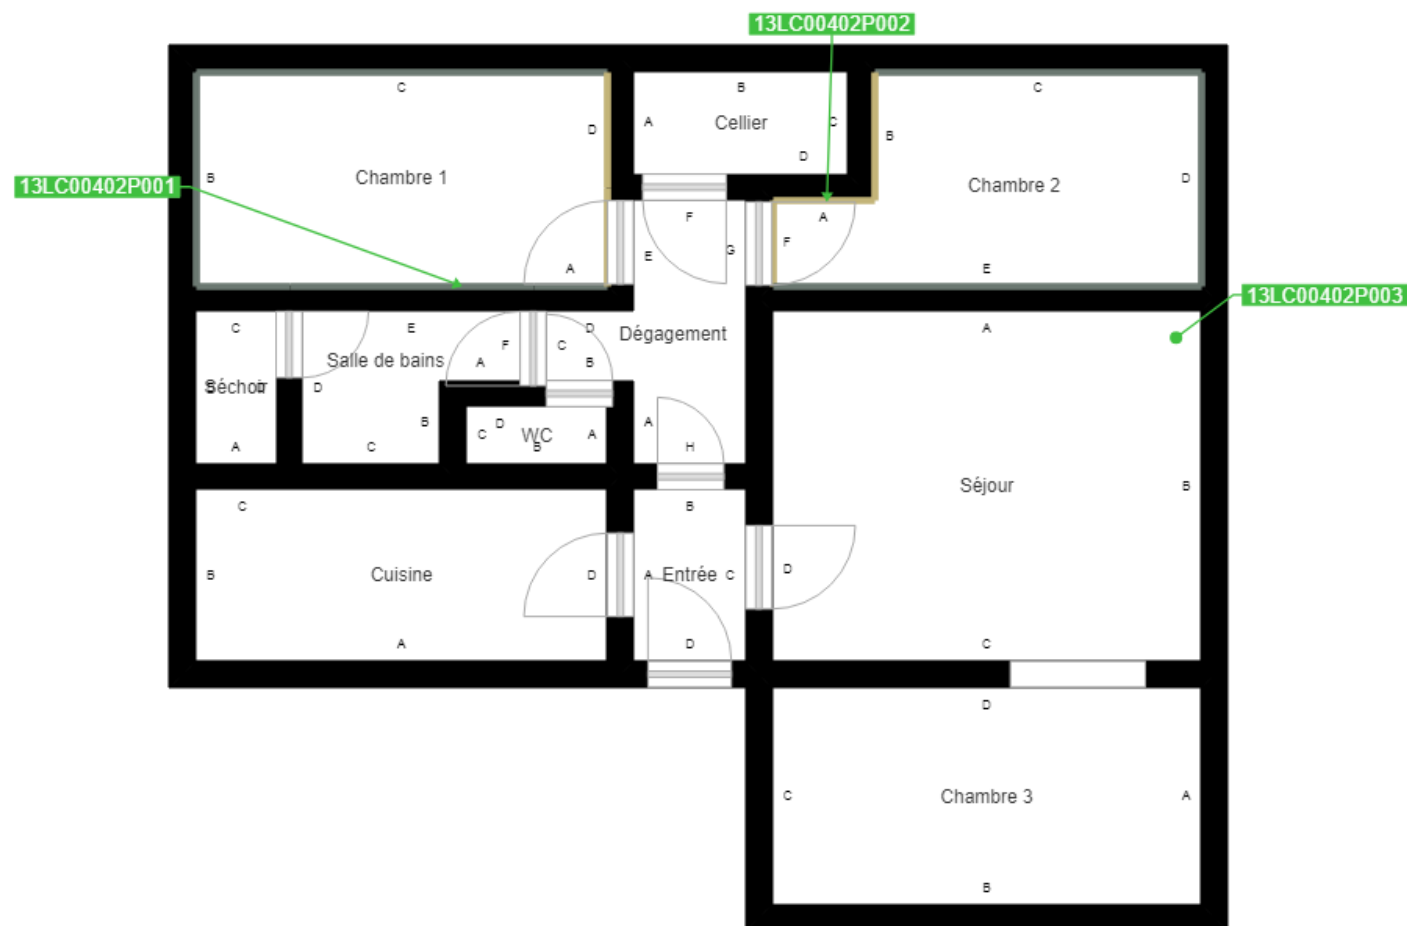 13LC00402P002
C
B
C
D
A
Cellier
C
B
Chambre 1
D
Chambre 2
B
D
13LC00402P001
F
A
G
F
E
A
E
13LC00402P003
C
E
D
Dégagement
A
Salle de bains
F
C
A
B
Séchoir
D
B
A
D
C
WC
A
A
C
B
H
Séjour
B
C
B
B
Cuisine
D
A
Entrée
C
D
A
D
C
D
C
Chambre 3
A
B